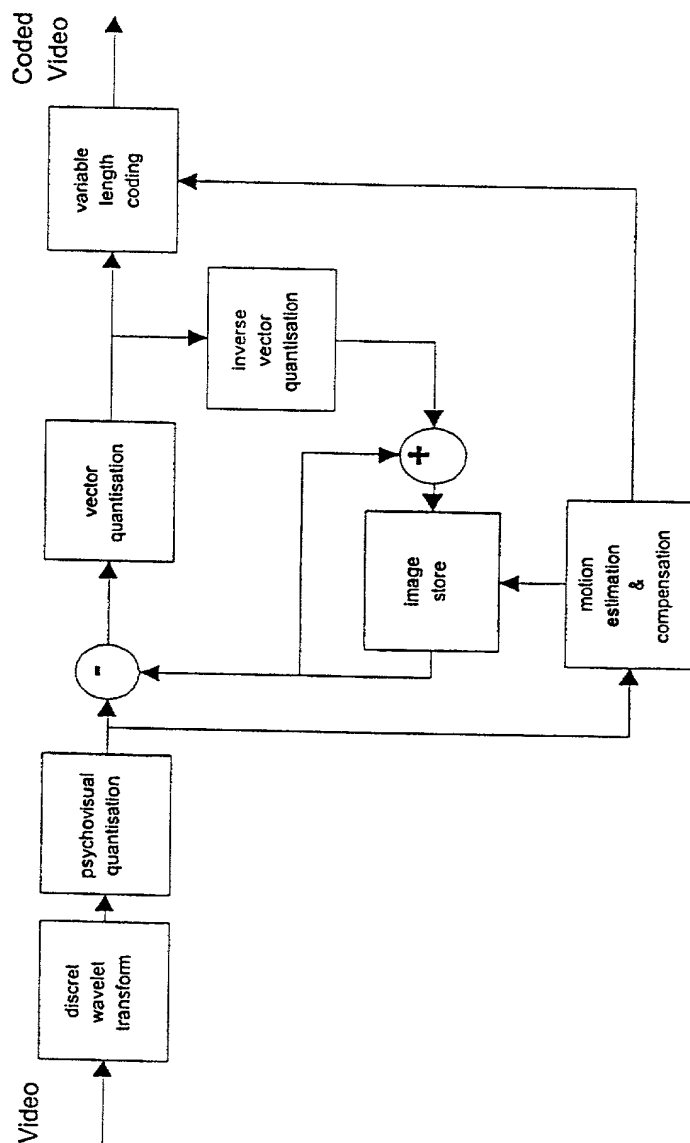 Video
discret
wavelet
transform
psychovisual
quantisation
-
vector
quantisation
variable
length
coding
Coded
Video
inverse
vector
quantisation
+
image
store
motion
estimation
&
compensation